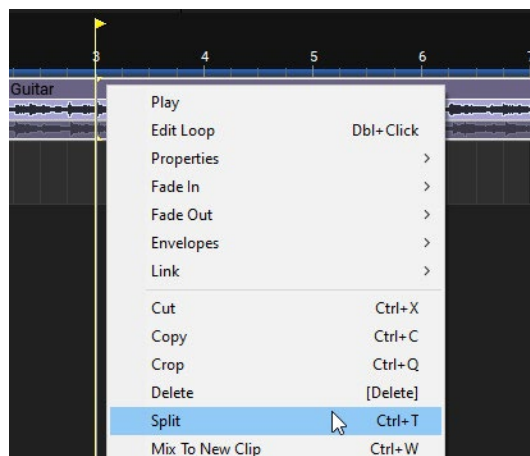 3 4 5 6 7
Guitar
Play
Edit Loop Dbl+Click
Properties
Fade In
Fade Out
Envelopes
Link
Cut Ctrl+X
Copy Ctrl+C
Crop Ctrl+Q
Delete [Delete]
Split Ctrl+T
Mix To New Clip Ctrl+W